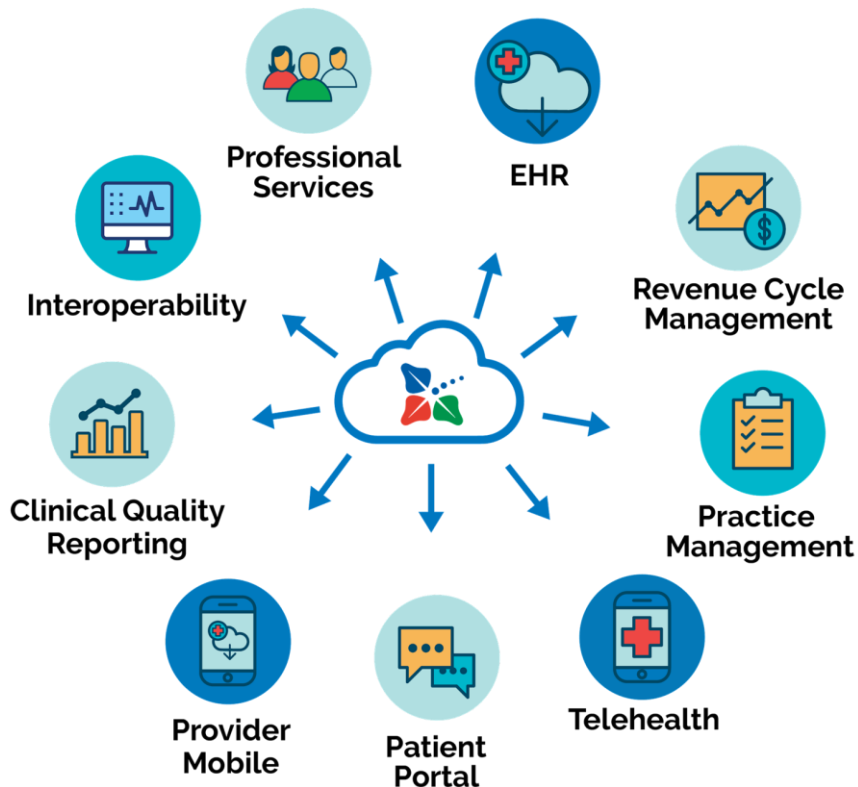 Professional
Services
EHR
Revenue Cycle
Management
Interoperability
Clinical Quality
Reporting
Practice
Management
Provider
Mobile
Patient
Portal
Telehealth